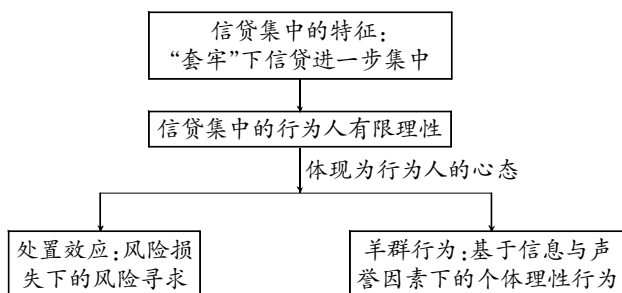 信贷集中的特征：
“套牢”下信贷进一步集中
信贷集中的行为人有限理性
体现为行为人的心态
处置效应：风险损
失下的风险寻求
羊群行为：基于信息与声
誉因素下的个体理性行为